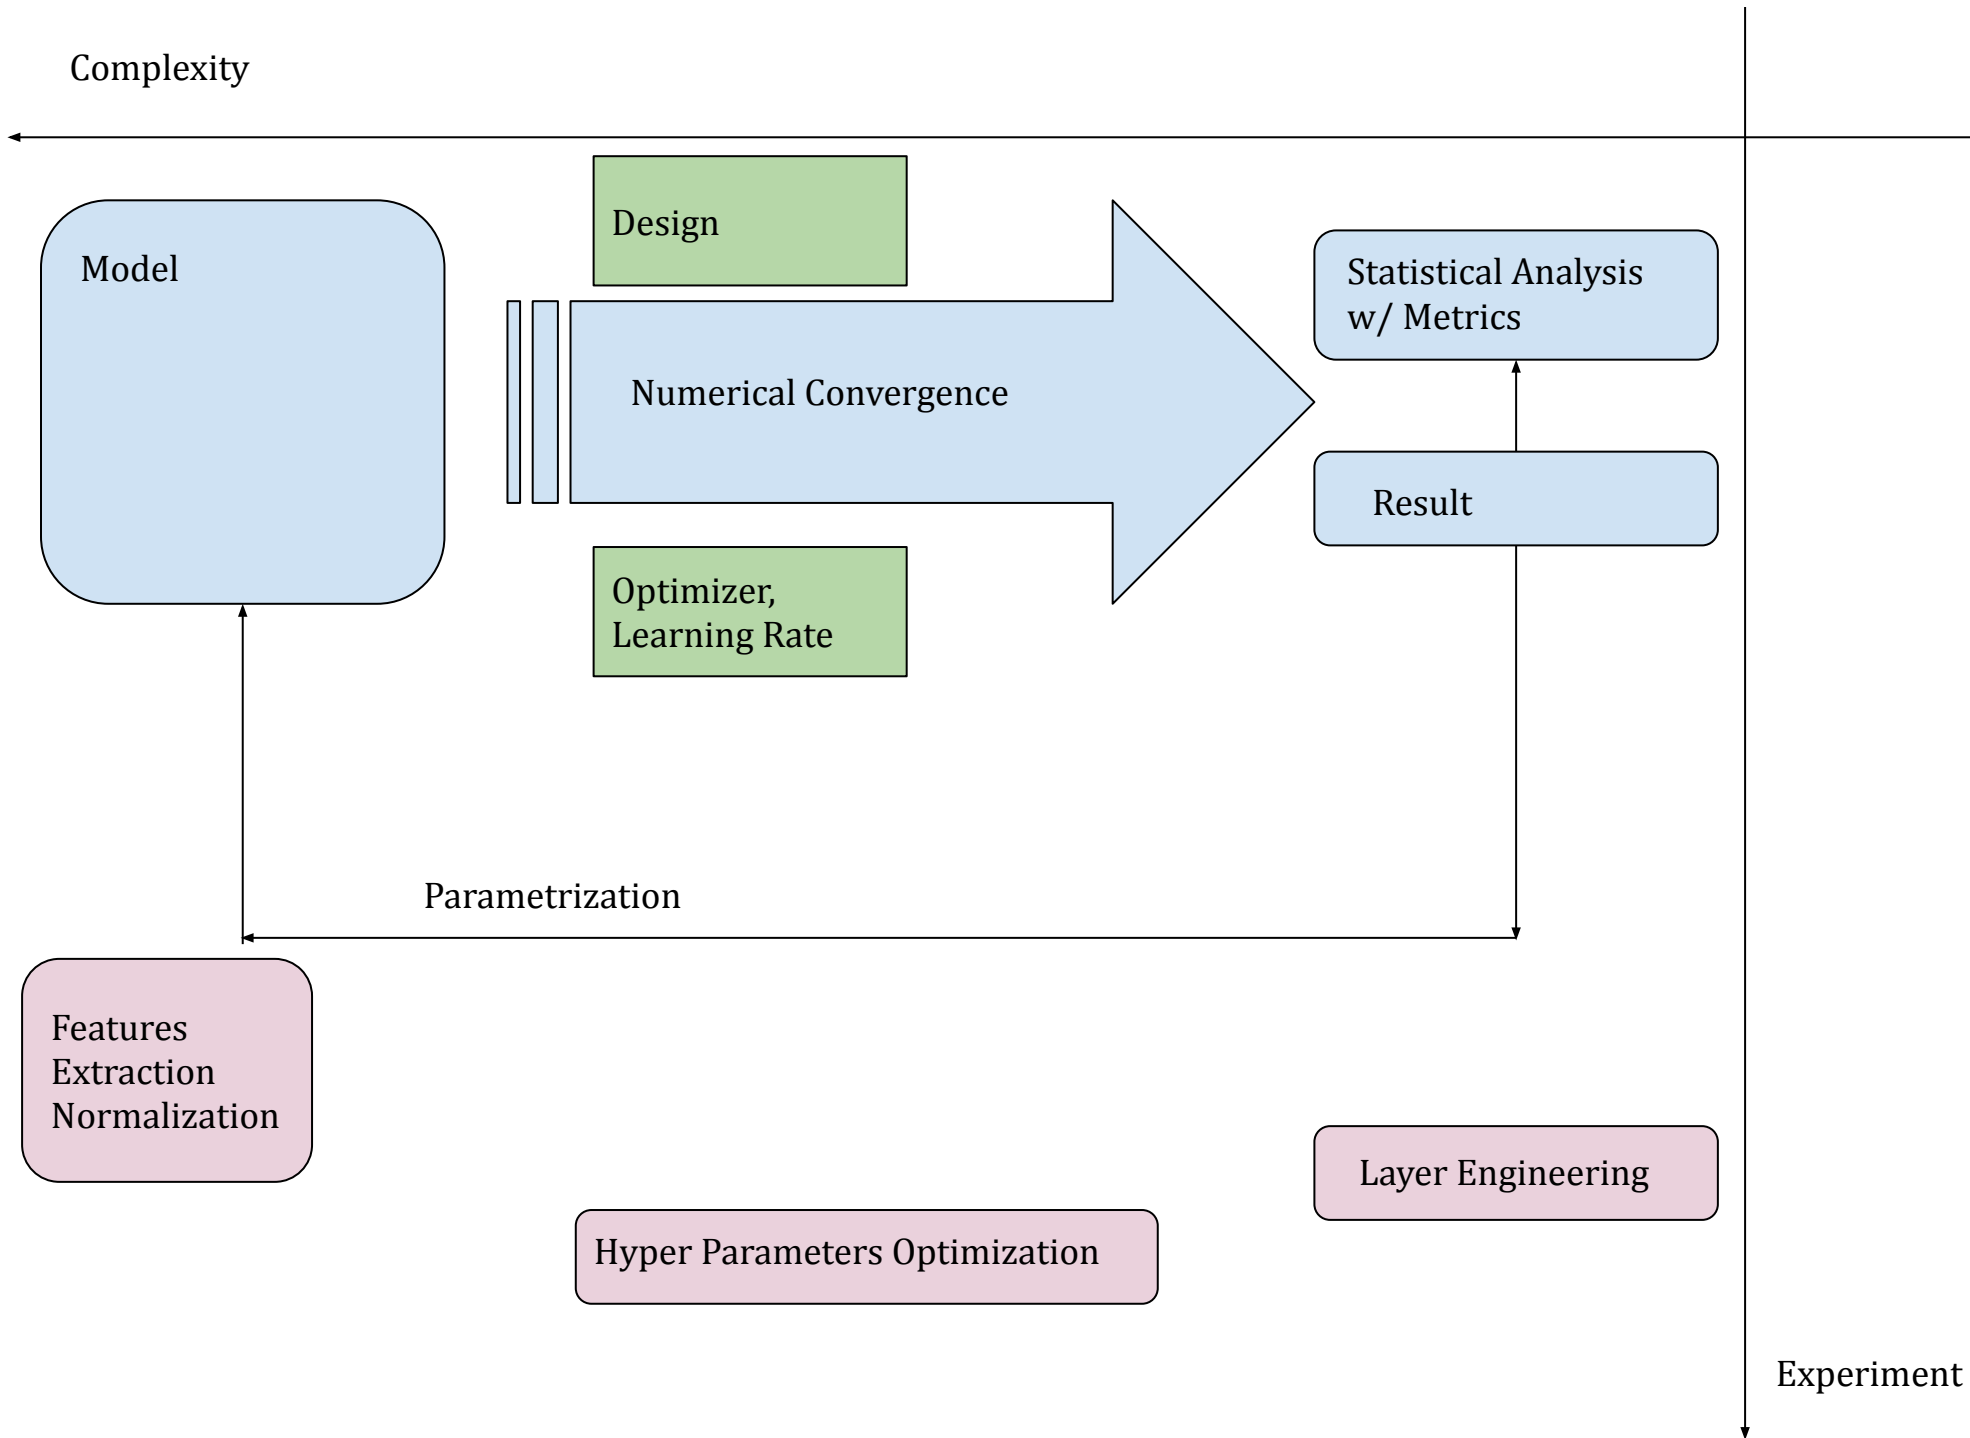 Complexity
Design
Model
Statistical Analysis
w/ Metrics
Numerical Convergence
Result
Optimizer,
Learning Rate
Parametrization
Features
Extraction
Normalization
Layer Engineering
Hyper Parameters Optimization
Experiment